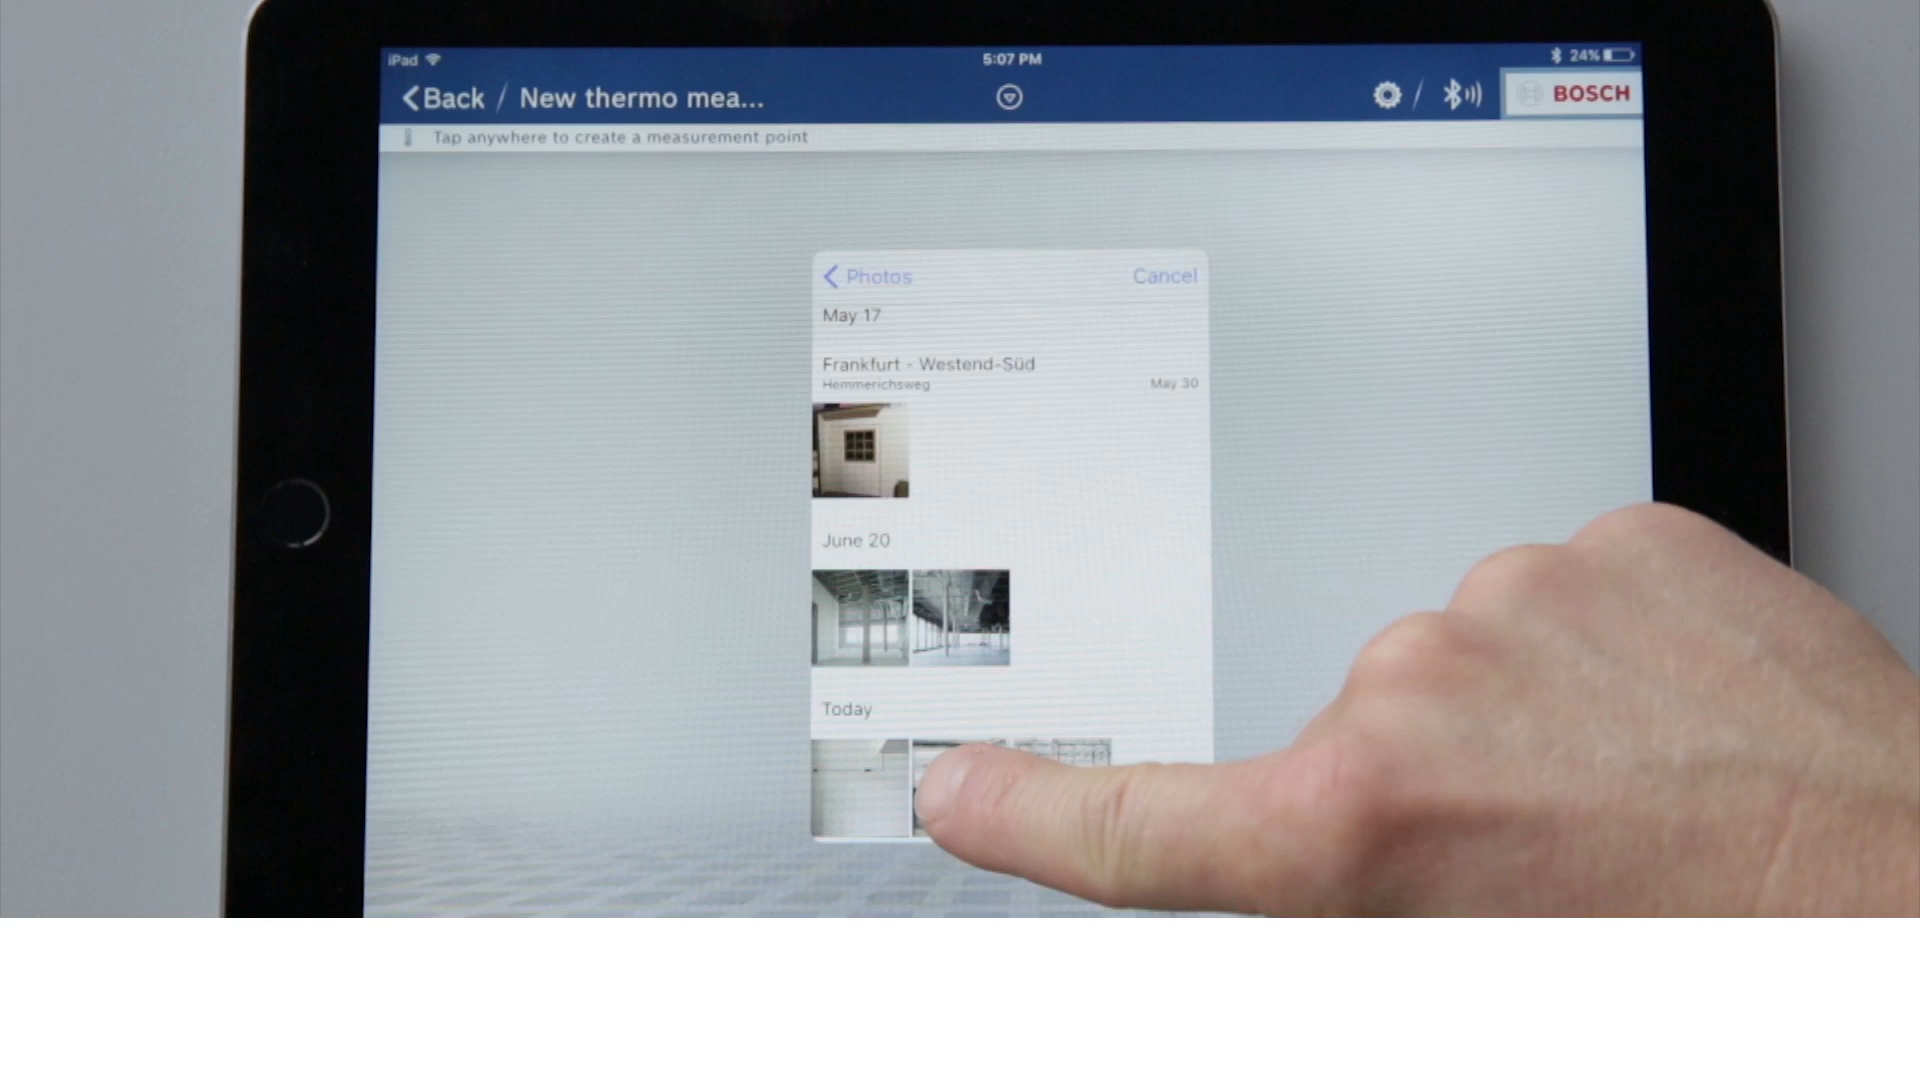 iPad
5:07 PM
24%
Back / New thermo mea...
BOSCH
Tap anywhere to create a measurement point
Photos
Cancel
May 17
Frankfurt - Westend-Süd
Hemmerichsweg
May 30
June 20
Today